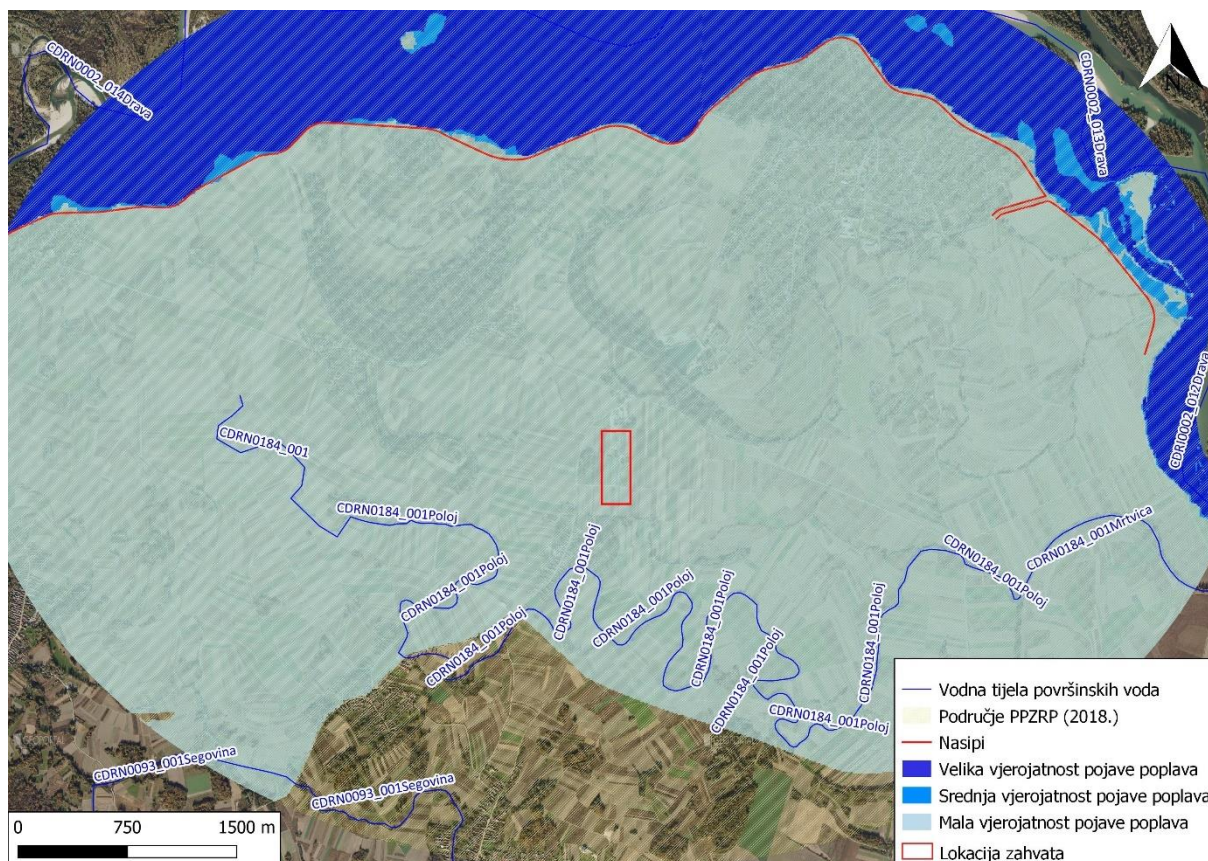 CDRN0002_014Drava
CDRN0002_013Drava
N
CDRI0002_012Drava
CDRN0184_001
CDRN0184_001Poloj
CDRN0184_001Poloj
CDRN0184_001Poloj
CDRN0184_001Poloj
CDRN0184_001Poloj
CDRN0184_001Poloj
CDRN0184_001Poloj
CDRN0184_001Poloj
CDRN0184_001Poloj
CDRN0184_001Poloj
CDRN0184_001Mrtvica
CDRN0093_001Segovina
CDRN0093_001Segovina
0 750 1500 m
Vodna tijela površinskih voda
Područje PPZRP (2018.)
Nasipi
Velika vjerojatnost pojave poplava
Srednja vjerojatnost pojave poplava
Mala vjerojatnost pojave poplava
Lokacija zahvata